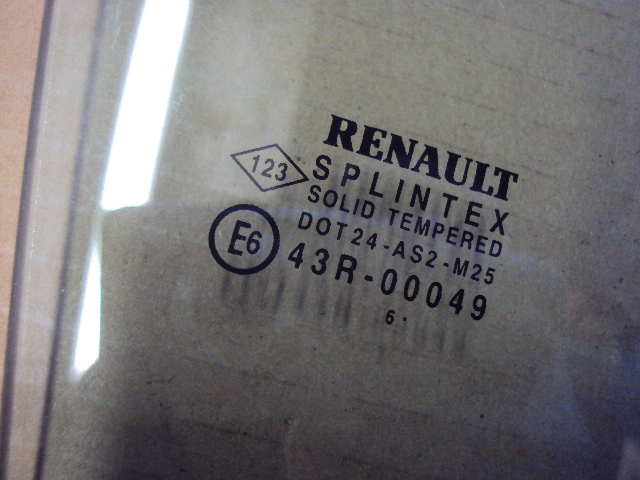 RENAULT
123
SPLINTEX
SOLID TEMPERED
DOT24-AS2-M25
E6
43R-00049
6.